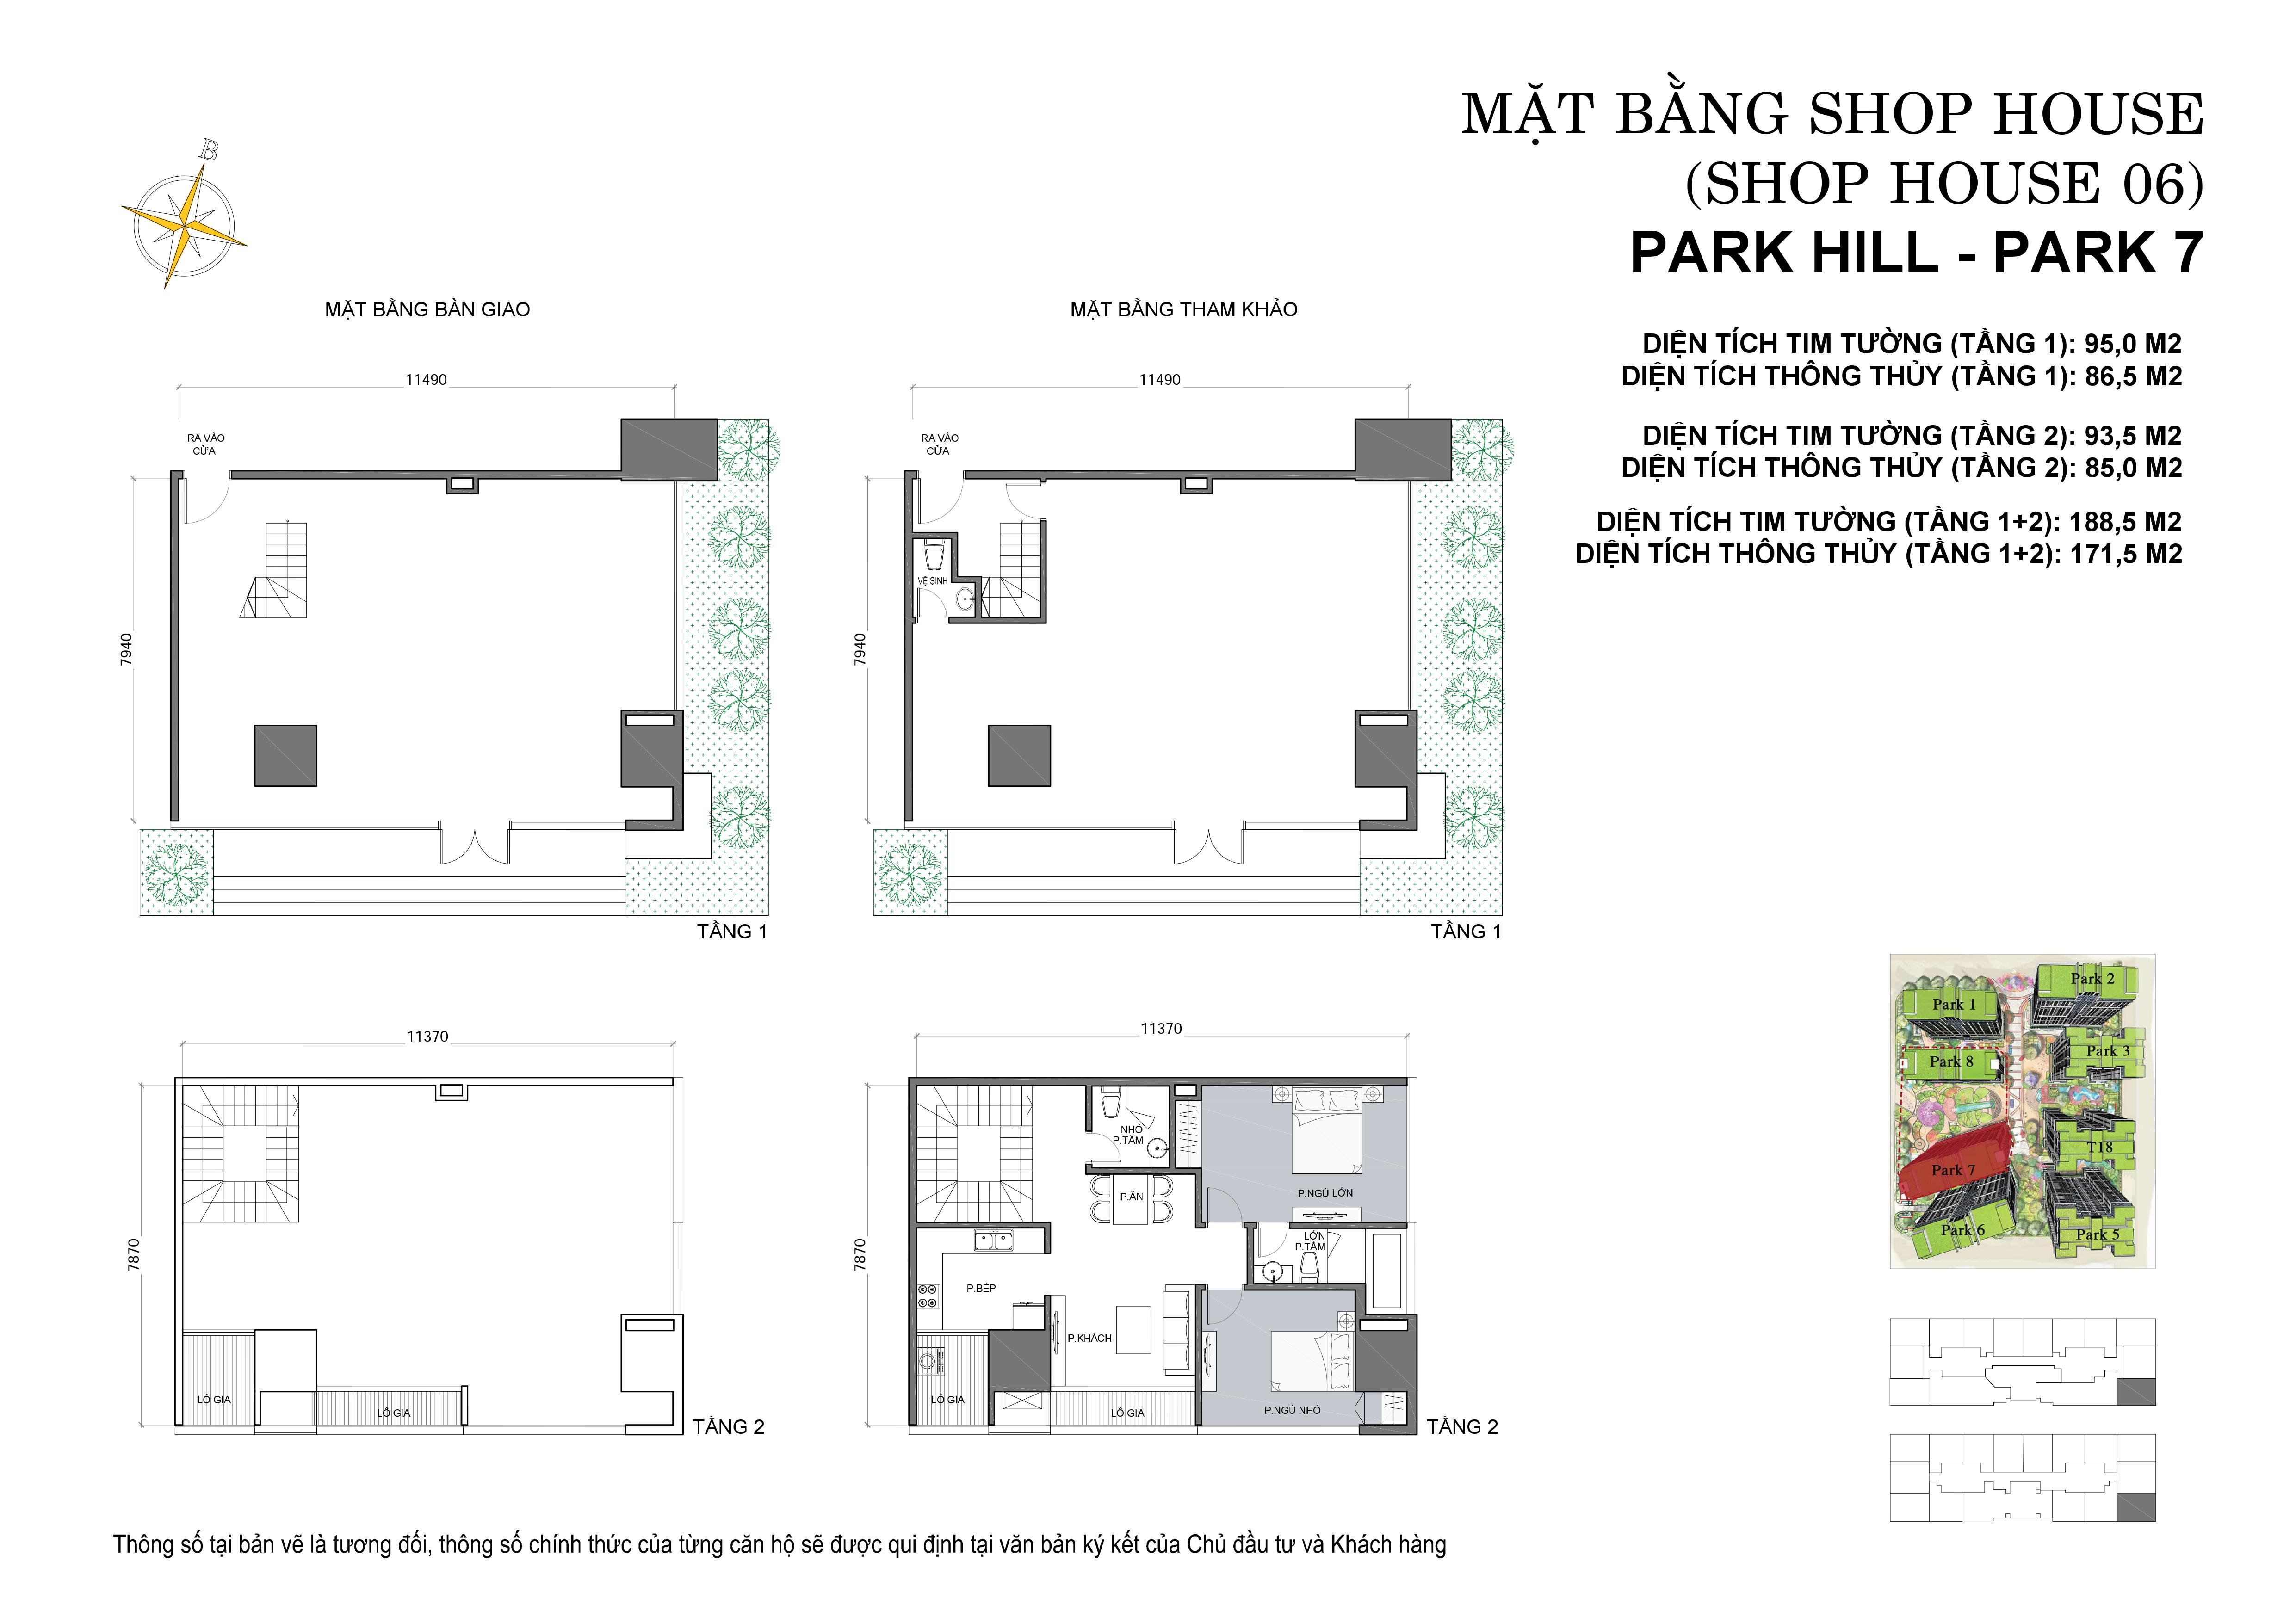 MẶT BẰNG SHOP HOUSE
(SHOP HOUSE 06)
PARK HILL - PARK 7
DIỆN TÍCH TIM TƯỜNG (TẦNG 1): 95,0 M2
DIỆN TÍCH THÔNG THỦY (TẦNG 1): 86,5 M2
DIỆN TÍCH TIM TƯỜNG (TẦNG 2): 93,5 M2
DIỆN TÍCH THÔNG THỦY (TẦNG 2): 85,0 M2
DIỆN TÍCH TIM TƯỜNG (TẦNG 1+2): 188,5 M2
DIỆN TÍCH THÔNG THỦY (TẦNG 1+2): 171,5 M2
B
MẶT BẰNG BÀN GIAO
11490
RA VÀO
CỬA
7940
TẦNG 1
MẶT BẰNG THAM KHẢO
11490
RA VÀO
CỬA
VỆ SINH
7940
TẦNG 1
11370
7870
LÔ GIA
LÔ GIA
TẦNG 2
11370
7870
NHỎ
P.TẮM
P.NGỦ LỚN
P.ĂN
LỚN
P.TẮM
P.BẾP
P.KHÁCH
LÔ GIA
LÔ GIA
P.NGỦ NHỎ
TẦNG 2
Park 2
Park 1
Park 3
Park 8
T18
Park 7
Park 6
Park 5
Thông số tại bản vẽ là tương đối, thông số chính thức của từng căn hộ sẽ được qui định tại văn bản ký kết của Chủ đầu tư và Khách hàng